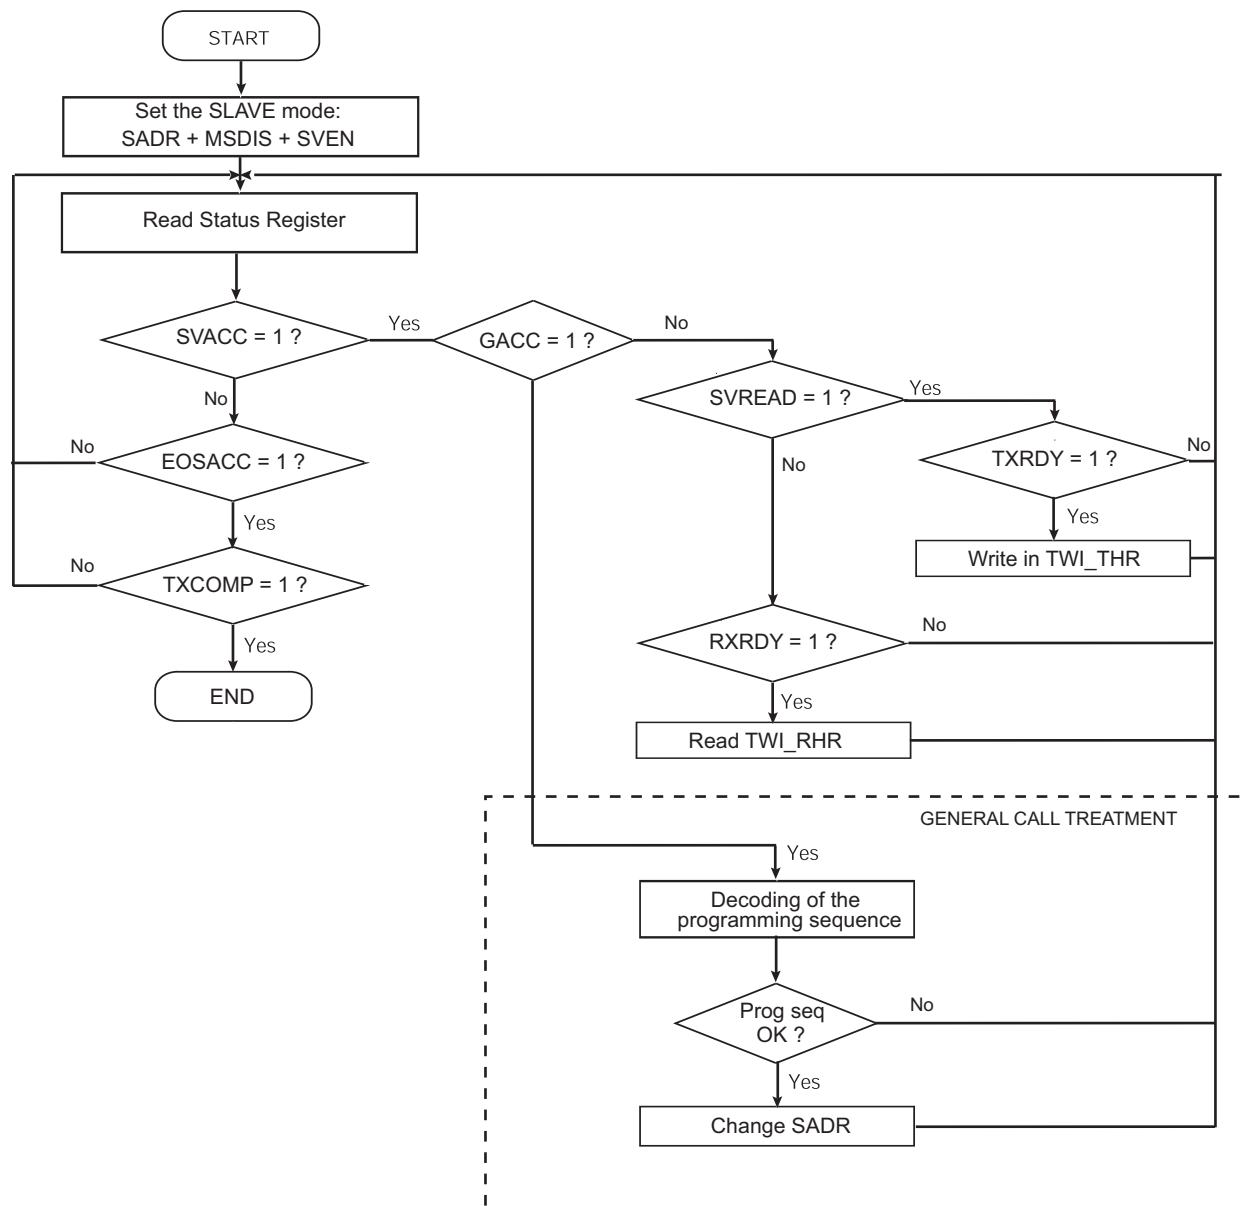 START
Set the SLAVE mode:
SADR + MSDIS + SVEN
Read Status Register
SVACC = 1 ?
Yes
GACC = 1 ?
No
SVREAD = 1 ?
Yes
TXRDY = 1 ?
No
Yes
Write in TWI_THR
No
No
EOSACC = 1 ?
Yes
No
TXCOMP = 1 ?
Yes
END
No
RXRDY = 1 ?
No
Yes
Read TWI_RHR
GENERAL CALL TREATMENT
Yes
Decoding of the
programming sequence
Prog seq
OK ?
No
Yes
Change SADR